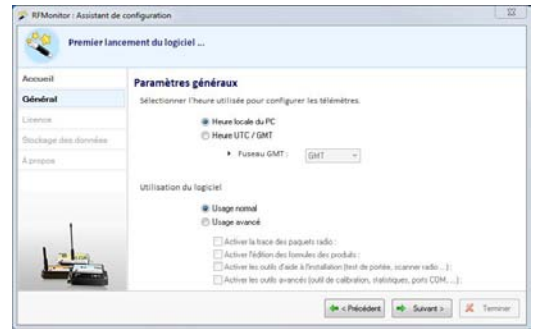 RFMonitor : Assistant de configuration
Premier lancement du logiciel ...
Accueil
Général
Licence
Stockage des données
A propos
Paramètres généraux
Sélectionner l'heure utilisée pour configurer les télémètres.
Heure locale du PC
Heure UTC / GMT
Fuseau GMT : GMT
Utilisation du logiciel
Usage normal
Usage avancé
Activer la trace des paquets radio :
Activer l'édition des formules des produits :
Activer les outils d'aide à l'installation (test de portée, scanner radio ...) :
Activer les outils avancés (outil de calibration, statistiques, ports COM, ...) :
< Précédent
Suivant >
Terminer